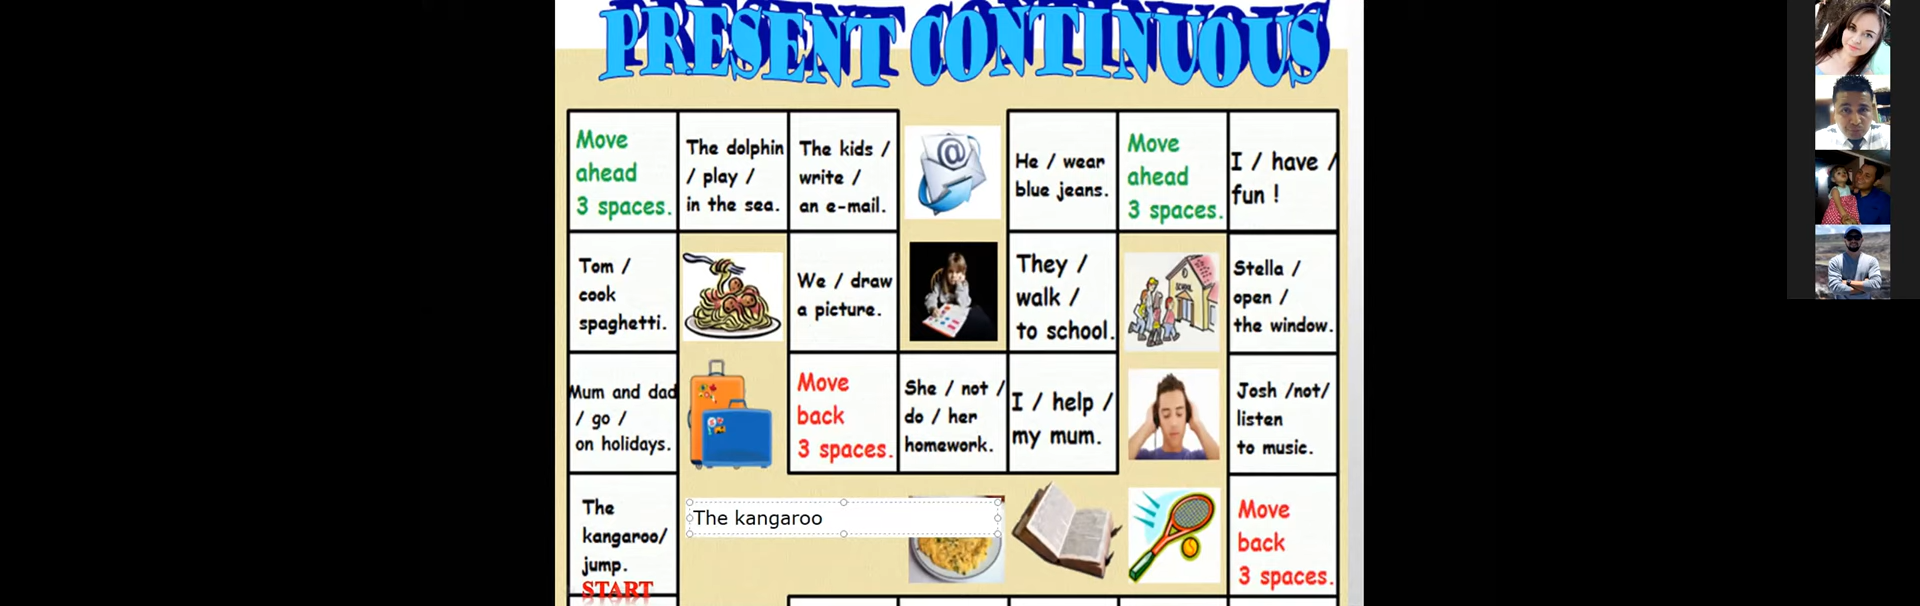 PRESENT CONTINUOUS
Move
ahead
3 spaces.
The dolphin
/ play /
in the sea.
The kids /
write /
an e-mail.
@
He / wear
blue jeans.
Move
ahead
3 spaces.
I / have /
fun !
Tom /
cook
spaghetti.
We / draw
a picture.
They /
walk /
to school.
SCHOOL
Stella /
open /
the window.
Mum and dad
/ go /
on holidays.
Move
back
3 spaces.
She / not /
do / her
homework.
I / help /
my mum.
Josh /not/
listen
to music.
The
kangaroo/
jump.
START
The kangaroo
Move
back
3 spaces.